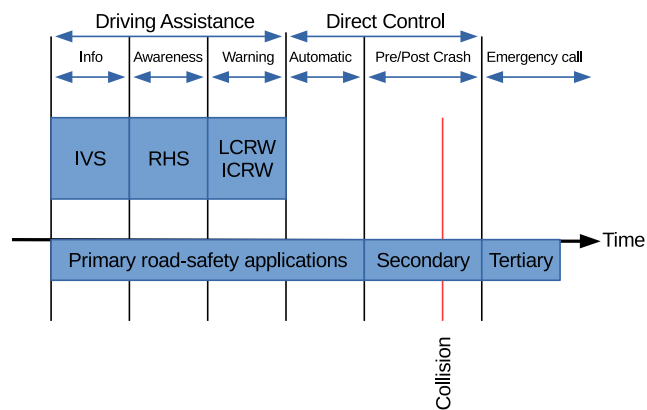 Driving Assistance
Direct Control
Info
Awareness
Warning
Automatic
Pre/Post Crash
Emergency call
IVS
RHS
LCRW
ICRW
Time
Primary road-safety applications
Secondary
Tertiary
Collision